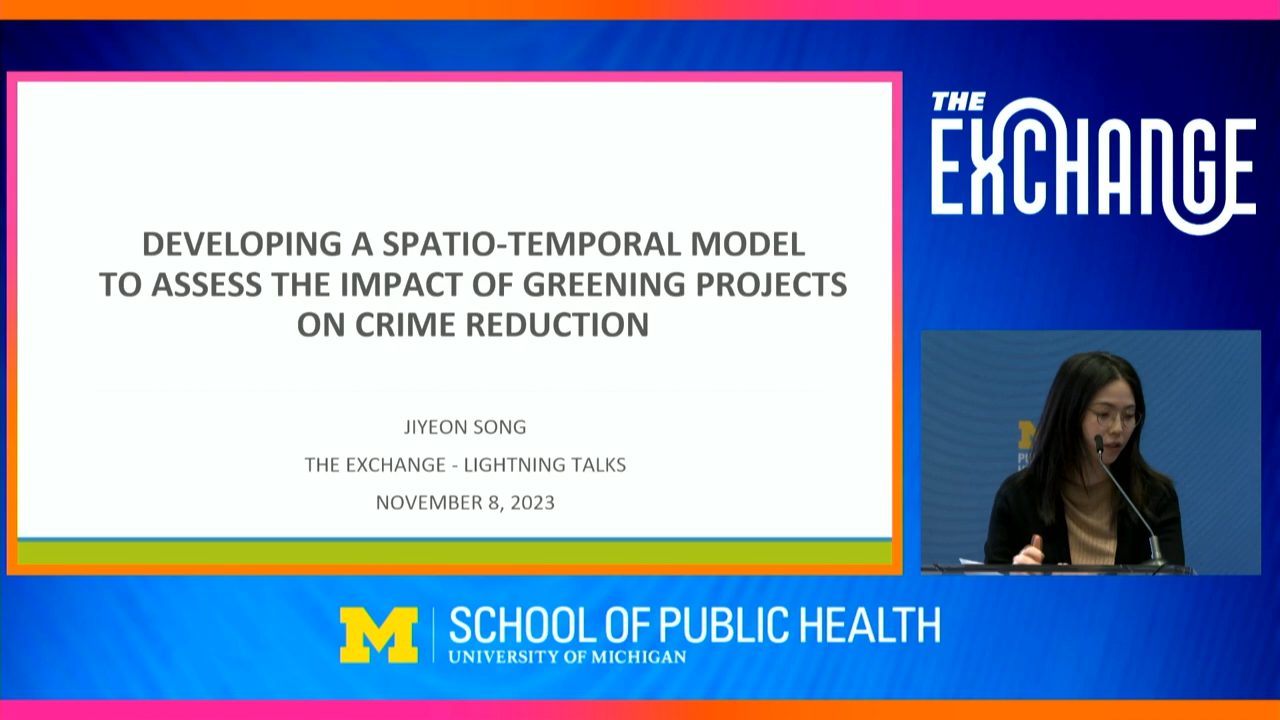 DEVELOPING A SPATIO-TEMPORAL MODEL
TO ASSESS THE IMPACT OF GREENING PROJECTS
ON CRIME REDUCTION
JIYEON SONG
THE EXCHANGE - LIGHTNING TALKS
NOVEMBER 8, 2023
THE
EXCHANGE
M
PU
M
SCHOOL OF PUBLIC HEALTH
UNIVERSITY OF MICHIGAN